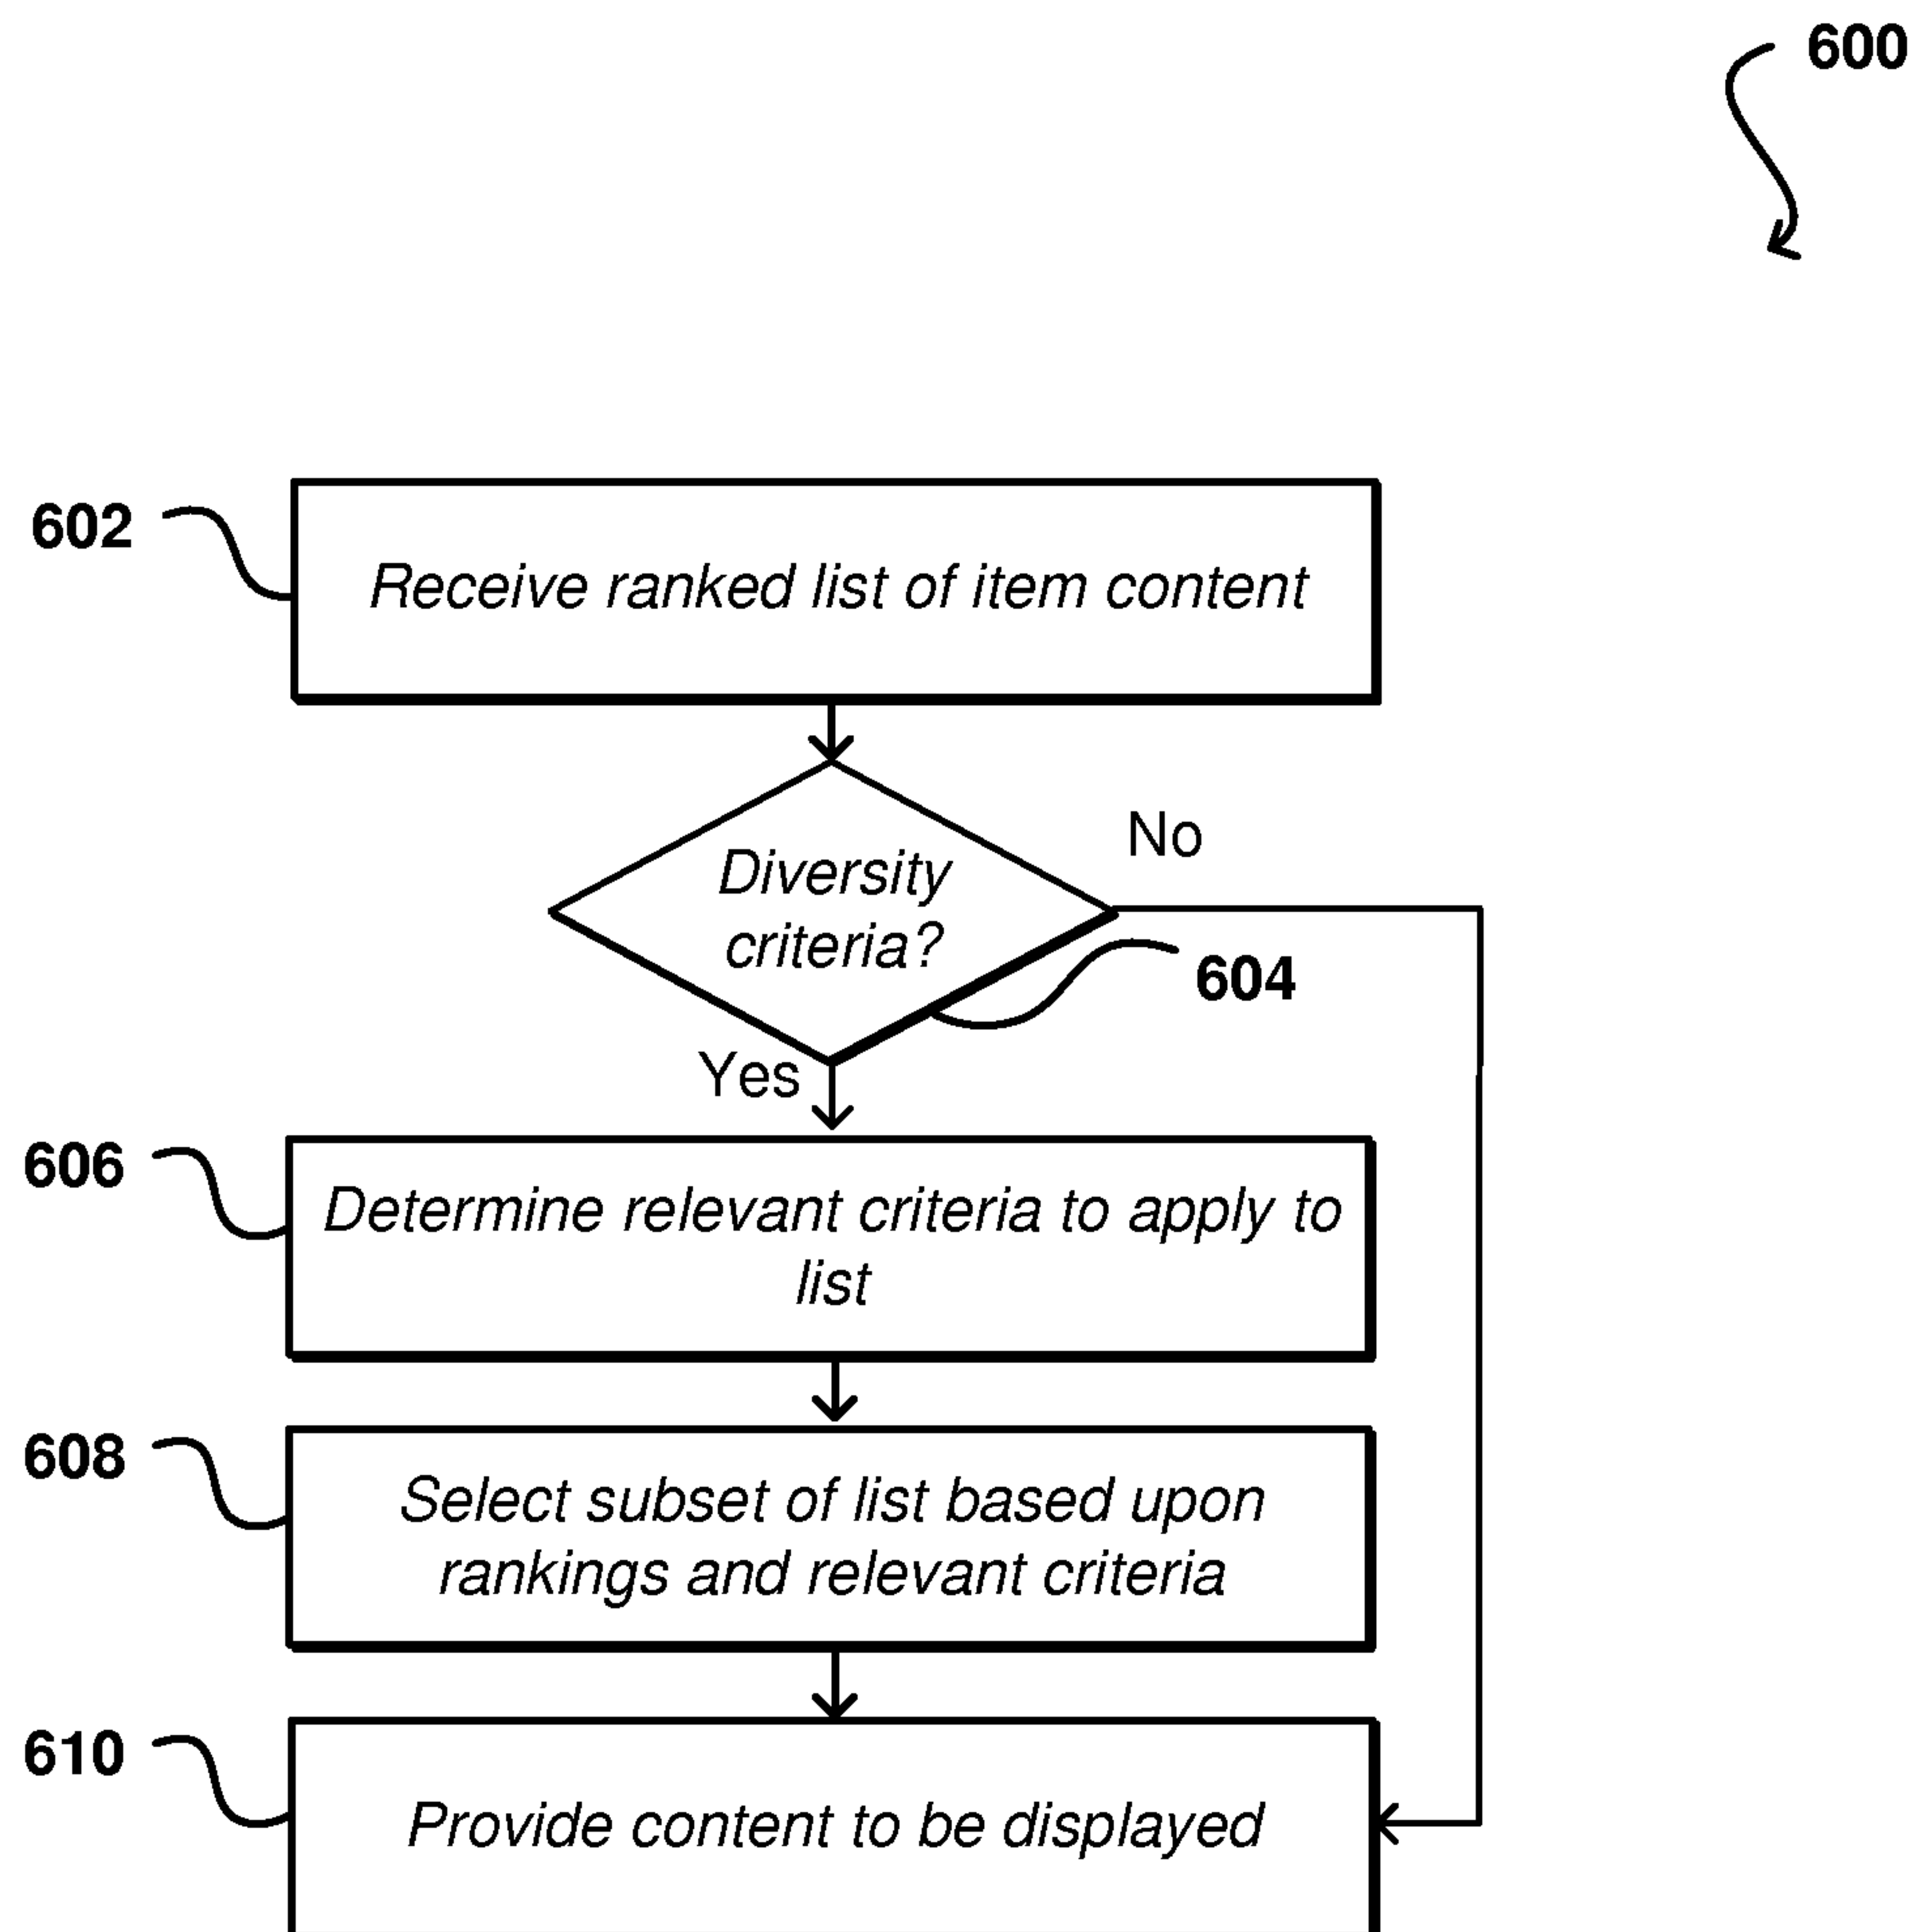 600
602
Receive ranked list of item content
No
Diversity
criteria?
604
Yes
606
Determine relevant criteria to apply to
list
608
Select subset of list based upon
rankings and relevant criteria
610
Provide content to be displayed